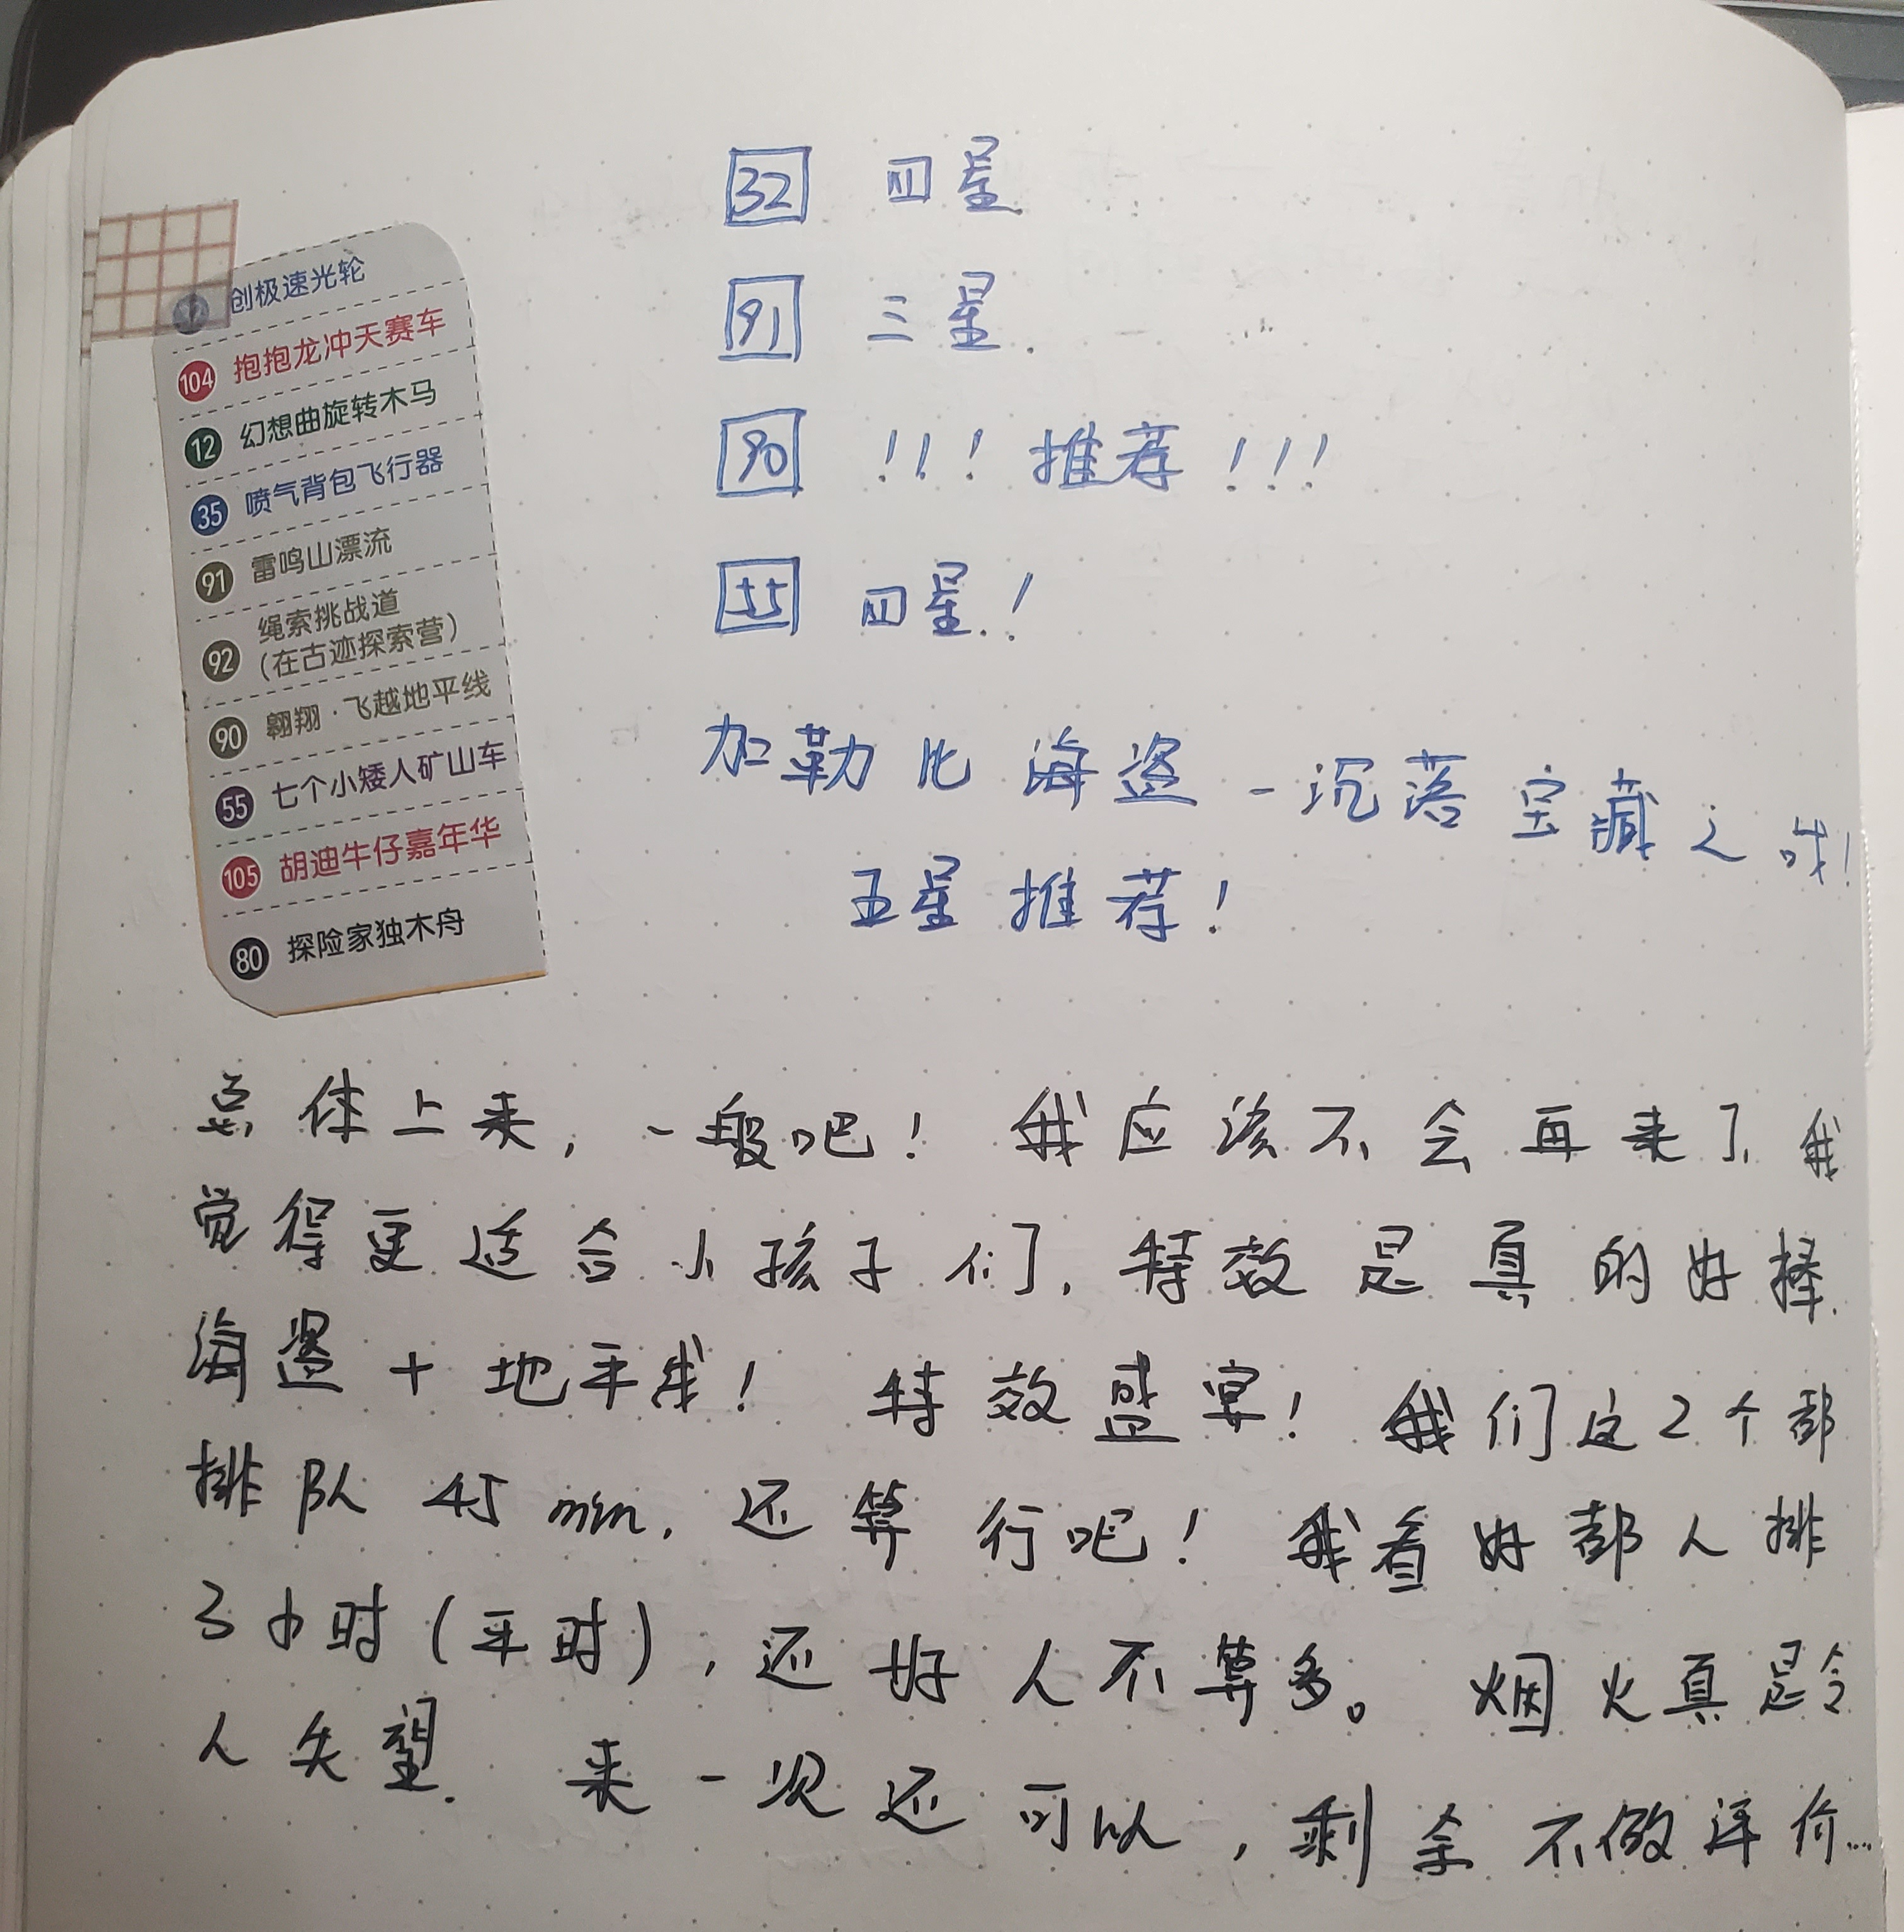 创极速光轮
104 抱抱龙冲天赛车
12 幻想曲旋转木马
35 喷气背包飞行器
91 雷鸣山漂流
92 绳索挑战道
(在古迹探索营)
90 翱翔·飞越地平线
55 七个小矮人矿山车
105 胡迪牛仔嘉年华
80 探险家独木舟
32 四星
91 三星.
90 !!!推荐!!!
55 四星!
加勒比海盗-沉落宝藏之战!
五星推荐!
总体上来,一般吧! 我应该不会再来了,我
觉得更适合小孩子们,特效是真的好棒.
海盗+地平线! 特效盛宴! 我们这2个都
排队45min,还算行吧! 我看好都人排
3小时(平时),还好人不算多。 烟火真是令
人失望. 来一次还可以,剩余不做评价...